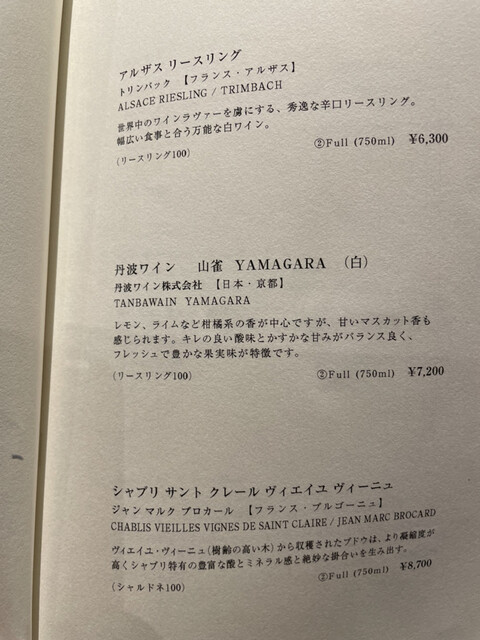 アルザス リースリング
トリンバック 【フランス・アルザス】
ALSACE RIESLING / TRIMBACH
世界中のワインラヴァーを虜にする、秀逸な辛口リースリング。
幅広い食事と合う万能な白ワイン。
(リースリング100) ②Full (750ml) ¥6,300
丹波ワイン 山雀 YAMAGARA (白)
丹波ワイン株式会社 【日本・京都】
TANBAWAIN YAMAGARA
レモン、ライムなど柑橘系の香が中心ですが、甘いマスカット香も
感じられます。キレの良い酸味とかすかな甘みがバランス良く、
フレッシュで豊かな果実味が特徴です。
(リースリング100) ②Full (750ml) ¥7,200
シャブリ サント クレール ヴィエイユ ヴィーニュ
ジャン マルク ブロカール 【フランス・ブルゴーニュ】
CHABLIS VIEILLES VIGNES DE SAINT CLAIRE / JEAN MARC BROCARD
ヴィエイユ・ヴィーニュ(樹齢の高い木)から収穫されたブドウは、より凝縮度が
高くシャブリ特有の豊富な酸とミネラル感と絶妙な掛合いを生み出す。
(シャルドネ100) ②Full (750ml) ¥8,700